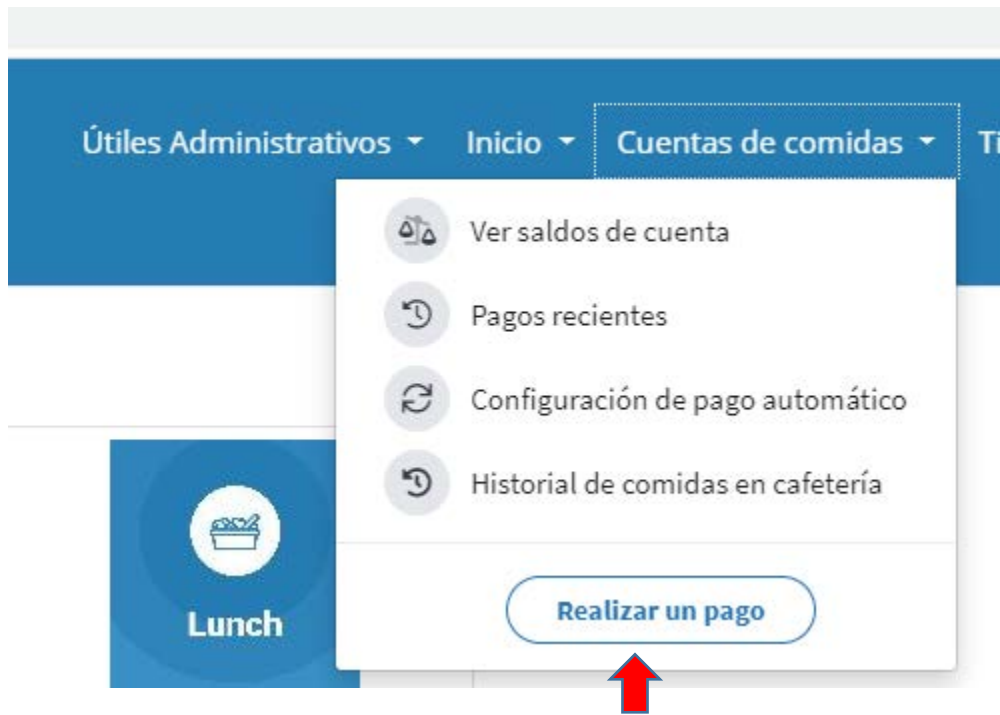 Útiles Administrativos Inicio Cuentas de comidas
Ver saldos de cuenta
Pagos recientes
Configuración de pago automático
Historial de comidas en cafetería
Realizar un pago
Lunch